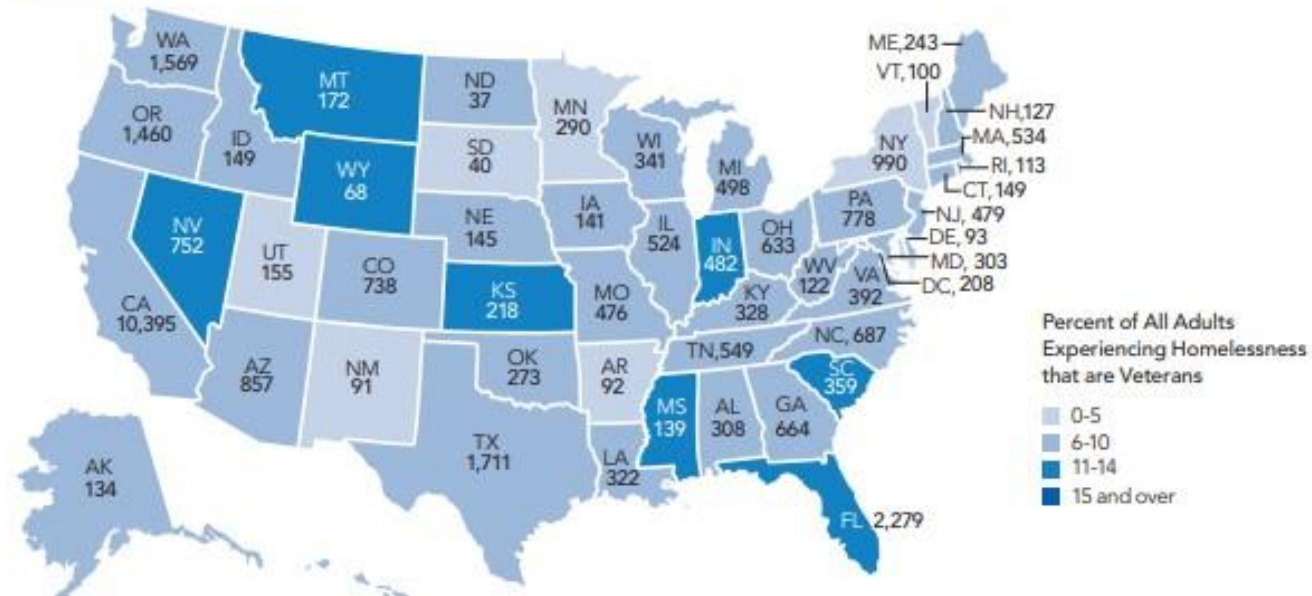 WA
1,569
MT
172
ND
37
MN
290
OR
1,460
ID
149
WY
68
SD
40
WI
341
MI
498
NY
990
ME, 243
VT, 100
NH, 127
MA, 534
RI, 113
CT, 149
NJ, 479
DE, 93
MD, 303
DC, 208
NV
752
UT
155
CO
738
NE
145
IA
141
IL
524
IN
482
OH
633
PA
778
WV
122
VA
392
CA
10,395
KS
218
MO
476
KY
328
NC, 687
TN, 549
AZ
857
NM
91
OK
273
AR
92
SC
359
MS
139
AL
308
GA
664
TX
1,711
LA
322
AK
134
FL 2,279
Percent of All Adults
Experiencing Homelessness
that are Veterans
0-5
6-10
11-14
15 and over